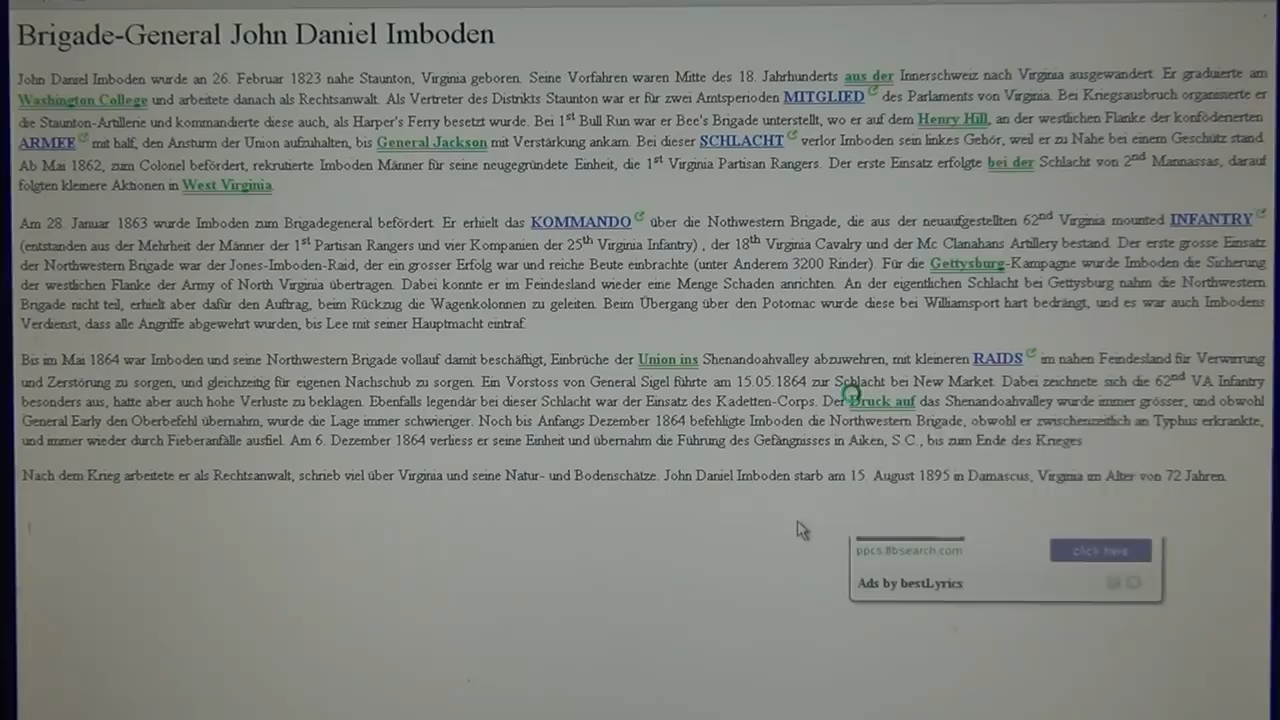 Brigade-General John Daniel Imboden
John Daniel Imboden wurde an 26. Februar 1823 nahe Staunton, Virginia geboren. Seine Vorfahren waren Mitte des 18. Jahrhunderts aus der Innerschweiz nach Virginia ausgewandert. Er graduierte am
Washington College und arbeitete danach als Rechtsanwalt. Als Vertreter des Distrikts Staunton war er für zwei Amtsperioden MITGLIED des Parlaments von Virginia. Bei Kriegsausbruch organisierte er
die Staunton-Artillerie und kommandierte diese auch, als Harper's Ferry besetzt wurde. Bei 1st Bull Run war er Bee's Brigade unterstellt, wo er auf dem Henry Hill, an der westlichen Flanke der konföderierten
ARMEE mit half, den Ansturm der Union aufzuhalten, bis General Jackson mit Verstärkung ankam. Bei dieser SCHLACHT verlor Imboden sein linkes Gehör, weil er zu Nahe bei einem Geschütz stand.
Ab Mai 1862, zum Colonel befördert, rekrutierte Imboden Männer für seine neugegründete Einheit, die 1st Virginia Partisan Rangers. Der erste Einsatz erfolgte bei der Schlacht von 2nd Mannassas, darauf
folgten kleinere Aktionen in West Virginia.
Am 28. Januar 1863 wurde Imboden zum Brigadegeneral befördert. Er erhielt das KOMMANDO über die Nothwestern Brigade, die aus der neuaufgestellten 62nd Virginia mounted INFANTRY
(entstanden aus der Mehrheit der Männer der 1st Partisan Rangers und vier Kompanien der 25th Virginia Infantry) , der 18th Virginia Cavalry und der Mc Clanahans Artillery bestand. Der erste grosse Einsatz
der Northwestern Brigade war der Jones-Imboden-Raid, der ein grosser Erfolg war und reiche Beute einbrachte (unter Anderem 3200 Rinder). Für die Gettysburg-Kampagne wurde Imboden die Sicherung
der westlichen Flanke der Army of North Virginia übertragen. Dabei konnte er im Feindesland wieder eine Menge Schaden anrichten. An der eigentlichen Schlacht bei Gettysburg nahm die Northwestern
Brigade nicht teil, erhielt aber dafür den Auftrag, beim Rückzug die Wagenkolonnen zu geleiten. Beim Übergang über den Potomac wurde diese bei Williamsport hart bedrängt, und es war auch Imbodens
Verdienst, dass alle Angriffe abgewehrt wurden, bis Lee mit seiner Hauptmacht eintraf.
Bis im Mai 1864 war Imboden und seine Northwestern Brigade vollauf damit beschäftigt, Einbrüche der Union ins Shenandoahvalley abzuwehren, mit kleineren RAIDS im nahen Feindesland für Verwirrung
und Zerstörung zu sorgen, und gleichzeitig für eigenen Nachschub zu sorgen. Ein Vorstoss von General Sigel führte am 15.05.1864 zur Schlacht bei New Market. Dabei zeichnete sich die 62nd VA Infantry
besonders aus, hatte aber auch hohe Verluste zu beklagen. Ebenfalls legendär bei dieser Schlacht war der Einsatz des Kadetten-Corps. Der Druck auf das Shenandoahvalley wurde immer grösser, und obwohl
General Early den Oberbefehl übernahm, wurde die Lage immer schwieriger. Noch bis Anfangs Dezember 1864 befehligte Imboden die Northwestern Brigade, obwohl er zwischenzeitlich an Typhus erkrankte,
und immer wieder durch Fieberanfälle ausfiel. Am 6. Dezember 1864 verliess er seine Einheit und übernahm die Führung des Gefängnisses in Aiken, S.C., bis zum Ende des Krieges
Nach dem Krieg arbeitete er als Rechtsanwalt, schrieb viel über Virginia und seine Natur- und Bodenschätze. John Daniel Imboden starb am 15. August 1895 in Damascus, Virginia im Alter von 72 Jahren.
click here
Ads by bestLyrics